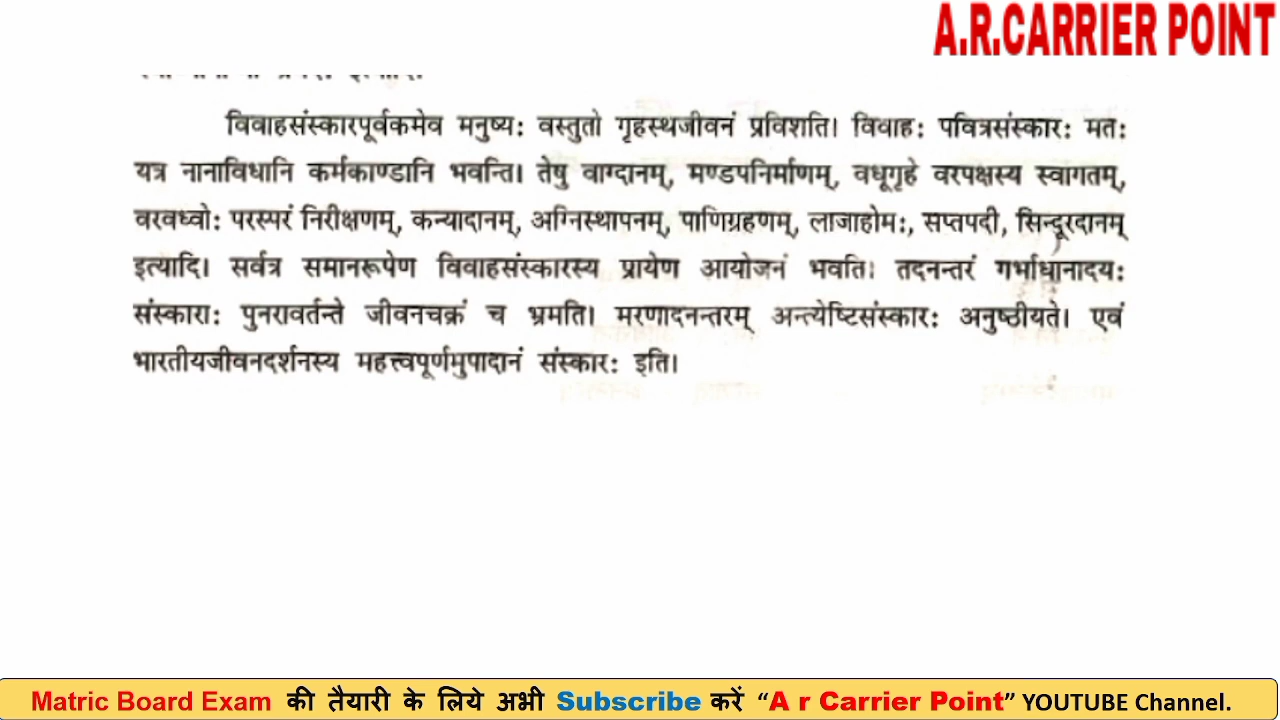 A.R.CARRIER POINT
विवाहसंस्कारपूर्वकमेव मनुष्यः वस्तुतो गृहस्थजीवनं प्रविशति। विवाहः पवित्रसंस्कारः मतः
यत्र नानाविधानि कर्मकाण्डानि भवन्ति। तेषु वाग्दानम्, मण्डपनिर्माणम्, वधूगृहे वरपक्षस्य स्वागतम्,
वरवध्वोः परस्परं निरीक्षणम्, कन्यादानम्, अग्निस्थापनम्, पाणिग्रहणम्, लाजाहोमः, सप्तपदी, सिन्दूरदानम्
इत्यादि। सर्वत्र समानरूपेण विवाहसंस्कारस्य प्रायेण आयोजनं भवति। तदनन्तरं गर्भाधानादयः
संस्काराः पुनरावर्तन्ते जीवनचक्रं च भ्रमति। मरणादनन्तरम् अन्त्येष्टिसंस्कारः अनुष्ठीयते। एवं
भारतीयजीवनदर्शनस्य महत्त्वपूर्णमुपादानं संस्कारः इति।
Matric Board Exam की तैयारी के लिये अभी Subscribe करें “A r Carrier Point” YOUTUBE Channel.